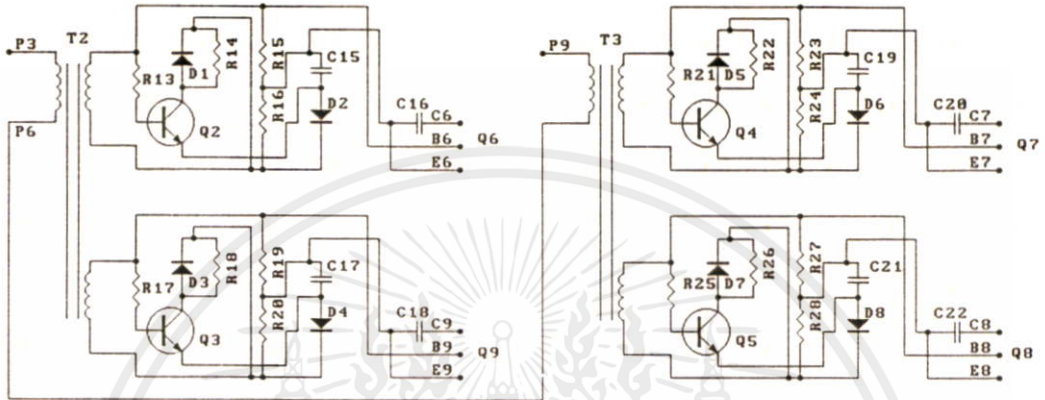 P3
T2
R13
D1
R14
R15
C15
R16
D2
Q2
P6
C16
C6
B6
Q6
E6
P9
T3
R21
D5
R22
R23
C19
R24
D6
Q4
C20
C7
B7
Q7
E7
R17
D3
R18
R19
C17
R20
D4
Q3
C18
C9
B9
Q9
E9
R25
D7
R26
R27
C21
R28
D8
Q5
C22
C8
B8
Q8
E8